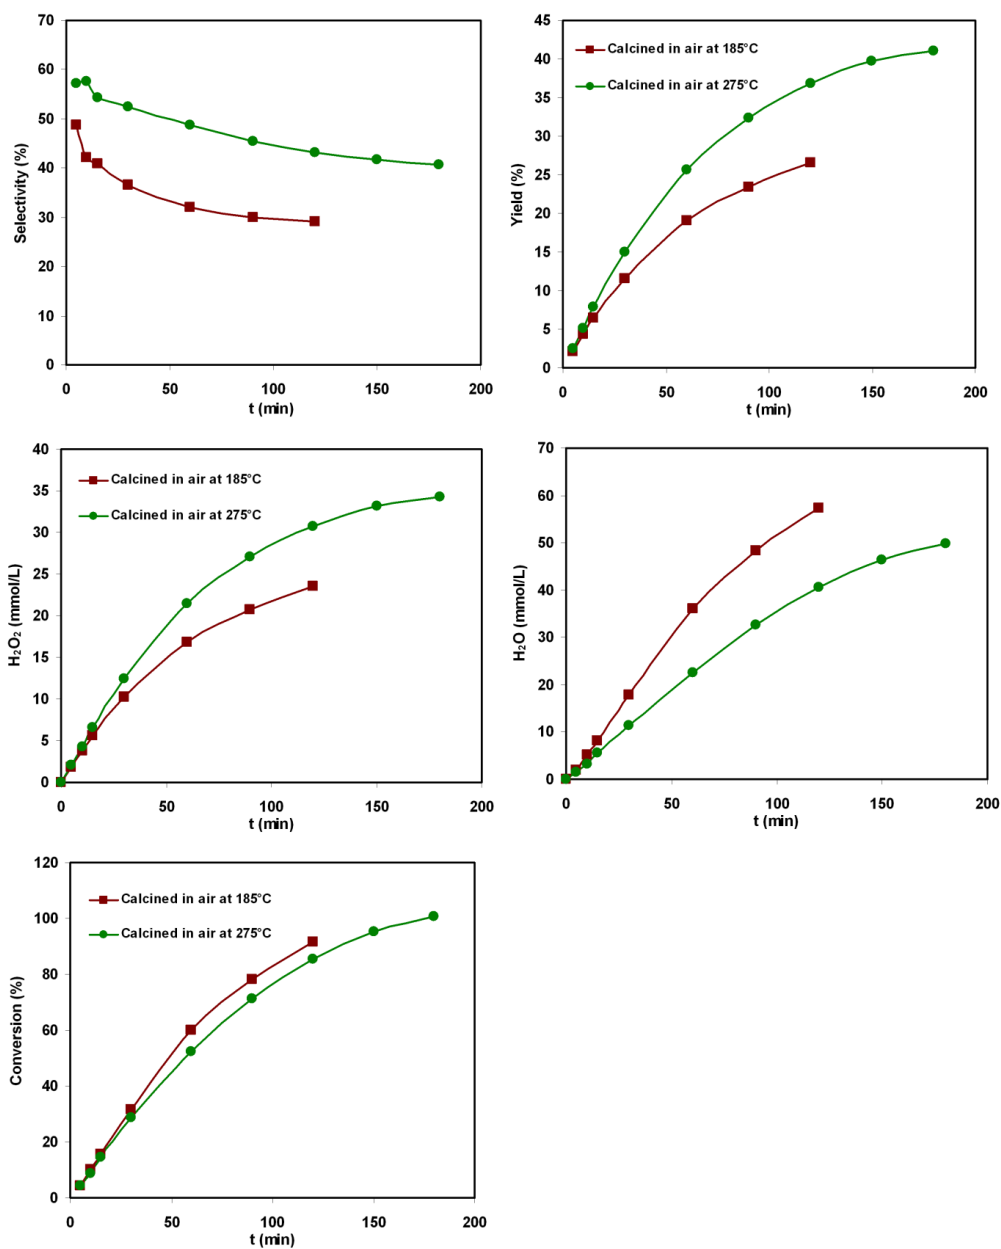 70
60
50
40
30
20
10
0
Selectivity (%)
0 50 100 150 200
t (min)
45
40
35
30
25
20
15
10
5
0
Yield (%)
Calcined in air at 185°C
Calcined in air at 275°C
0 50 100 150 200
t (min)
40
35
30
25
20
15
10
5
0
H₂O₂ (mmol/L)
Calcined in air at 185°C
Calcined in air at 275°C
0 50 100 150 200
t (min)
70
60
50
40
30
20
10
0
H₂O (mmol/L)
0 50 100 150 200
t (min)
120
100
80
60
40
20
0
Conversion (%)
Calcined in air at 185°C
Calcined in air at 275°C
0 50 100 150 200
t (min)